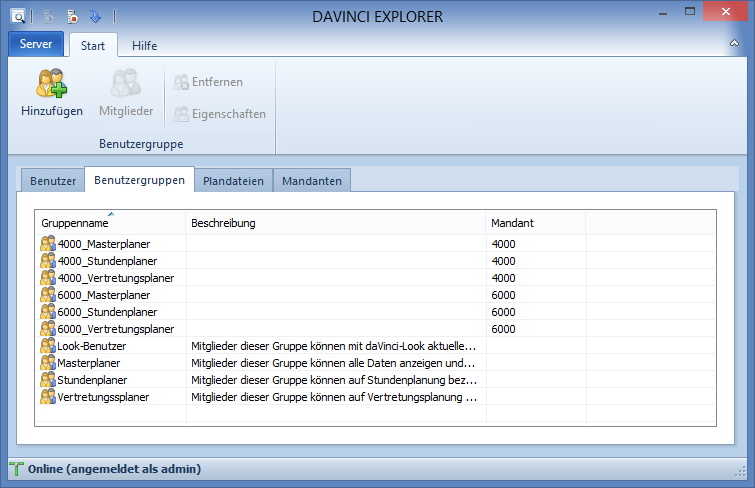 DAVINCI EXPLORER
Server Start Hilfe
Hinzufügen Mitglieder Entfernen
Eigenschaften
Benutzergruppe
Benutzer Benutzergruppen Plandateien Mandanten
Gruppenname Beschreibung Mandant
4000_Masterplaner 4000
4000_Stundenplaner 4000
4000_Vertretungsplaner 4000
6000_Masterplaner 6000
6000_Stundenplaner 6000
6000_Vertretungsplaner 6000
Look-Benutzer Mitglieder dieser Gruppe können mit daVinci-Look aktuelle...
Masterplaner Mitglieder dieser Gruppe können alle Daten anzeigen und...
Stundenplaner Mitglieder dieser Gruppe können auf Stundenplanung bez...
Vertretungssplaner Mitglieder dieser Gruppe können auf Vertretungsplanung ...
Online (angemeldet als admin)